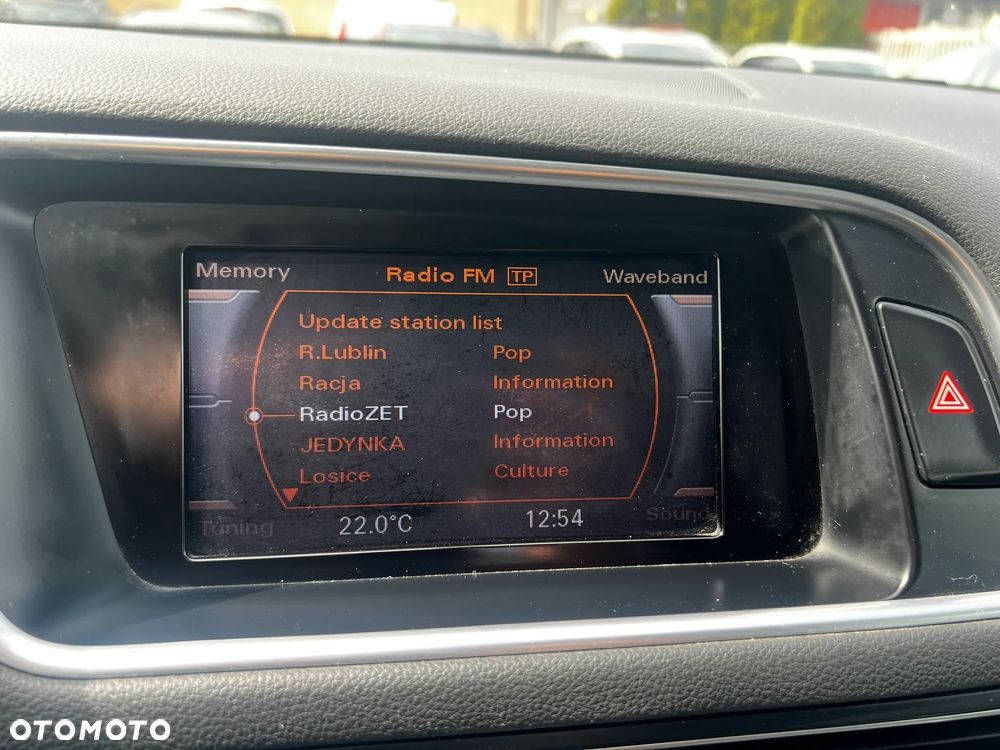 Memory Radio FM TP Waveband
Update station list
R.Lublin Pop
Racja Information
RadioZET Pop
JEDYNKA Information
Losice Culture
Tuning 22.0°C 12:54 Sound
OTOMOTO